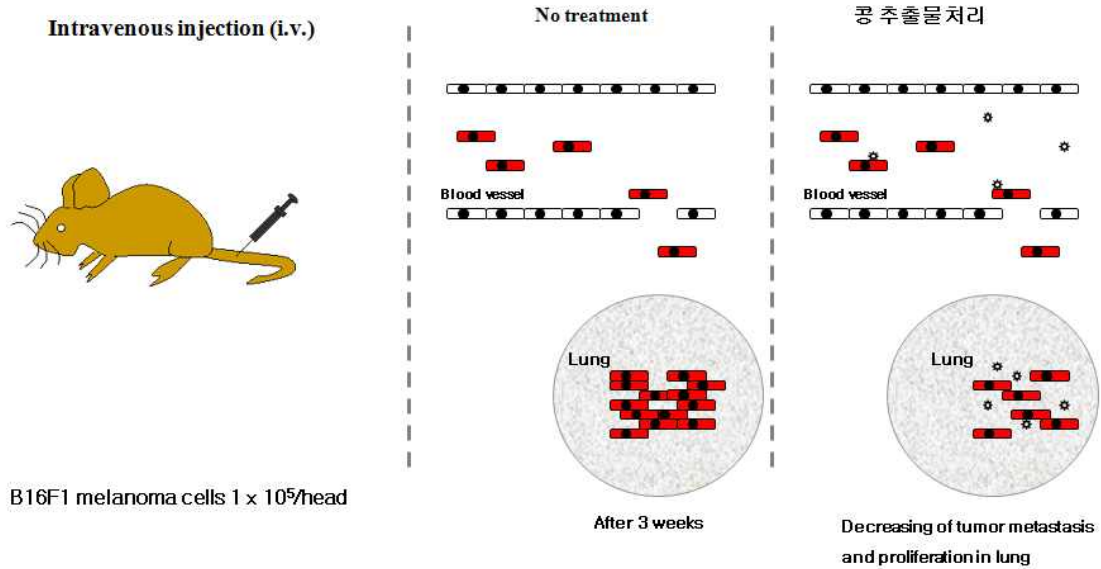 Intravenous injection (i.v.)
B16F1 melanoma cells 1 x 10⁵/head
No treatment
Blood vessel
Lung
After 3 weeks
콩 추출물처리
Blood vessel
Lung
Decreasing of tumor metastasis
and proliferation in lung